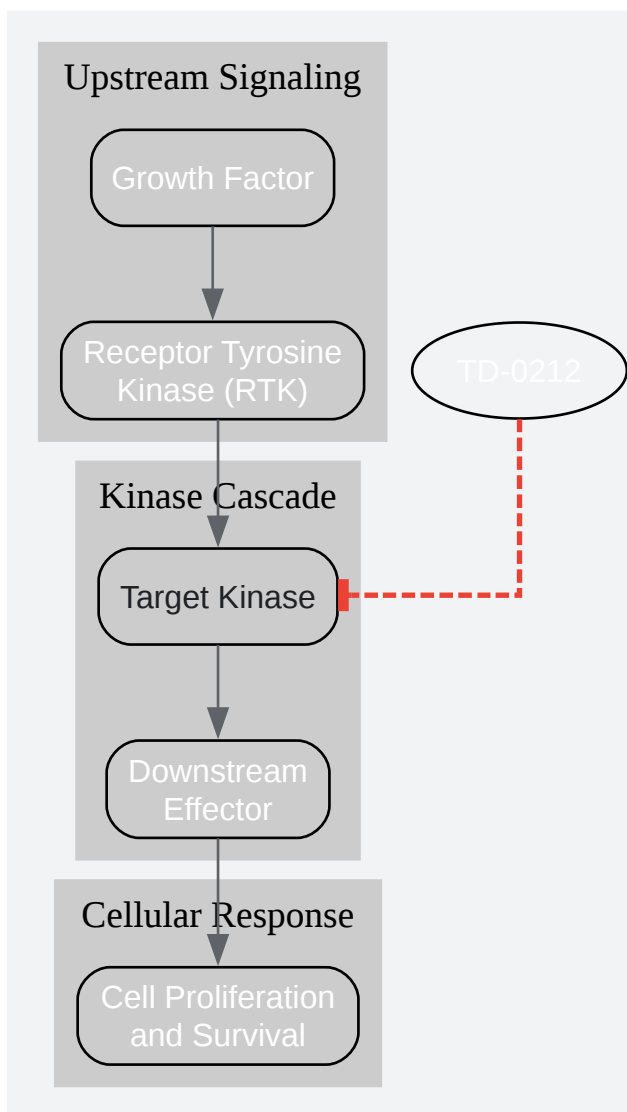 Upstream Signaling
Growth Factor
Receptor Tyrosine
Kinase (RTK)
TD-0212
Kinase Cascade
Target Kinase
Downstream
Effector
Cellular Response
Cell Proliferation
and Survival